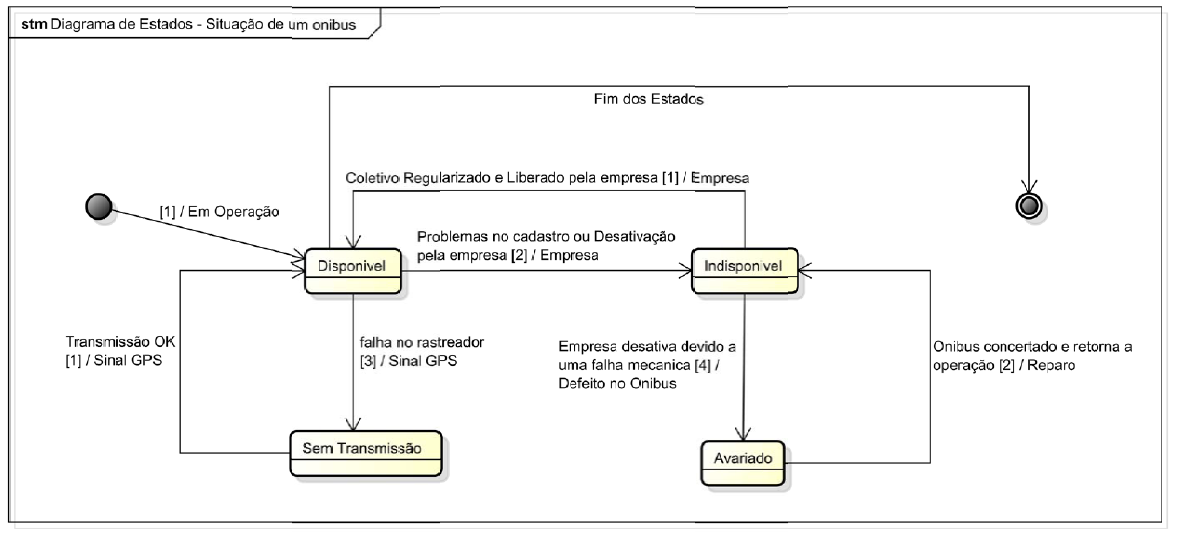 stm Diagrama de Estados - Situação de um onibus
Fim dos Estados
Coletivo Regularizado e Liberado pela empresa [1] / Empresa
[1] / Em Operação
Problemas no cadastro ou Desativação
pela empresa [2] / Empresa
Disponivel
Indisponivel
Transmissão OK
[1] / Sinal GPS
falha no rastreador
[3] / Sinal GPS
Empresa desativa devido a
uma falha mecanica [4] /
Defeito no Onibus
Onibus concertado e retorna a
operação [2] / Reparo
Sem Transmissão
Avariado